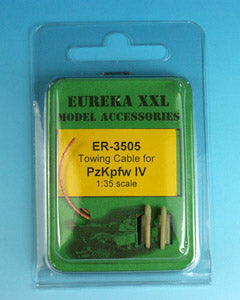 EUREKA XXL
MODEL ACCESSORIES
ER-3505
Towing Cable for
PzKpfw IV
1:35 scale